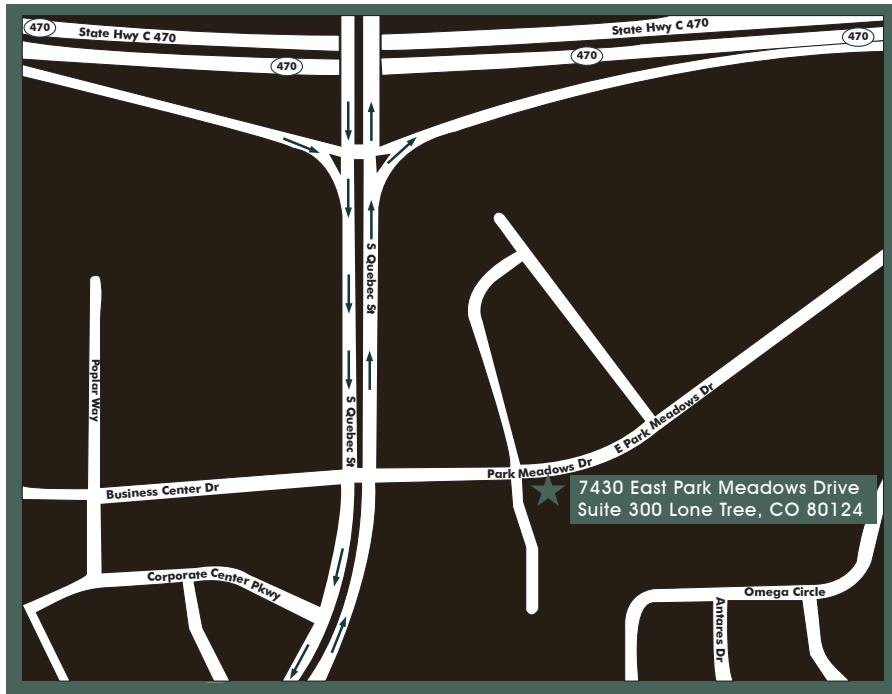 470
State Hwy C 470
State Hwy C 470
470
470
470
S Quebec St
Poplar Way
S Quebec St
E Park Meadows Dr
Park Meadows Dr
Business Center Dr
7430 East Park Meadows Drive
Suite 300 Lone Tree, CO 80124
Corporate Center Pkwy
Omega Circle
Antares Dr